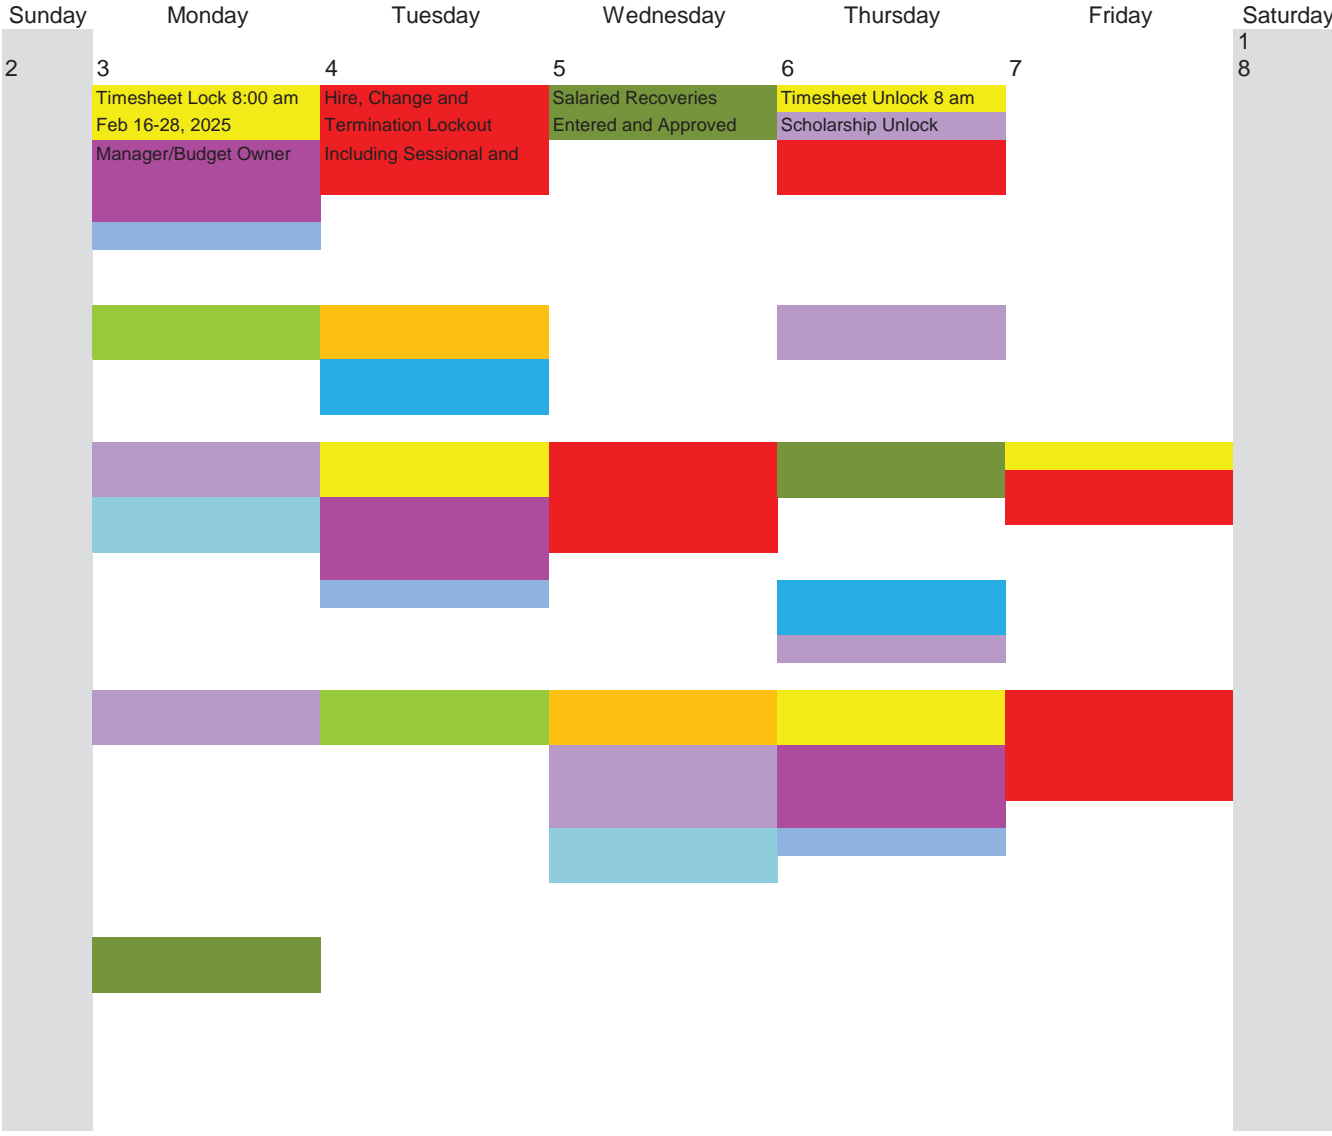 Sunday Monday Tuesday Wednesday Thursday Friday Saturday
1
2 3 4 5 6 7 8
Timesheet Lock 8:00 am Hire, Change and Salaried Recoveries Timesheet Unlock 8 am
Feb 16-28, 2025 Termination Lockout Entered and Approved Scholarship Unlock
Manager/Budget Owner Including Sessional and